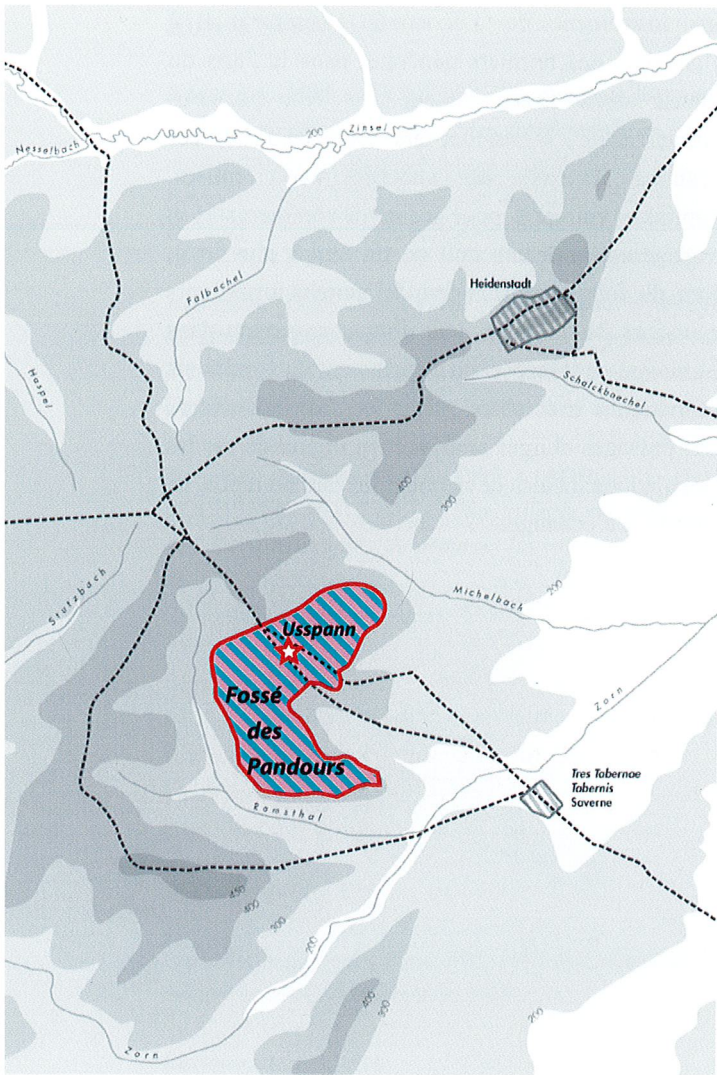 200
Zinsel
Nesselbach
Heidenstadt
Falbachel
Haspel
Schalckbaechel
400
300
Stutzbach
Michelbach
200
Usspann
Fossé
des
Pandours
Zorn
Tres Tabernae
Tabernis
Saverne
Ramsthal
450
400
300
200
400
300
200
Zorn